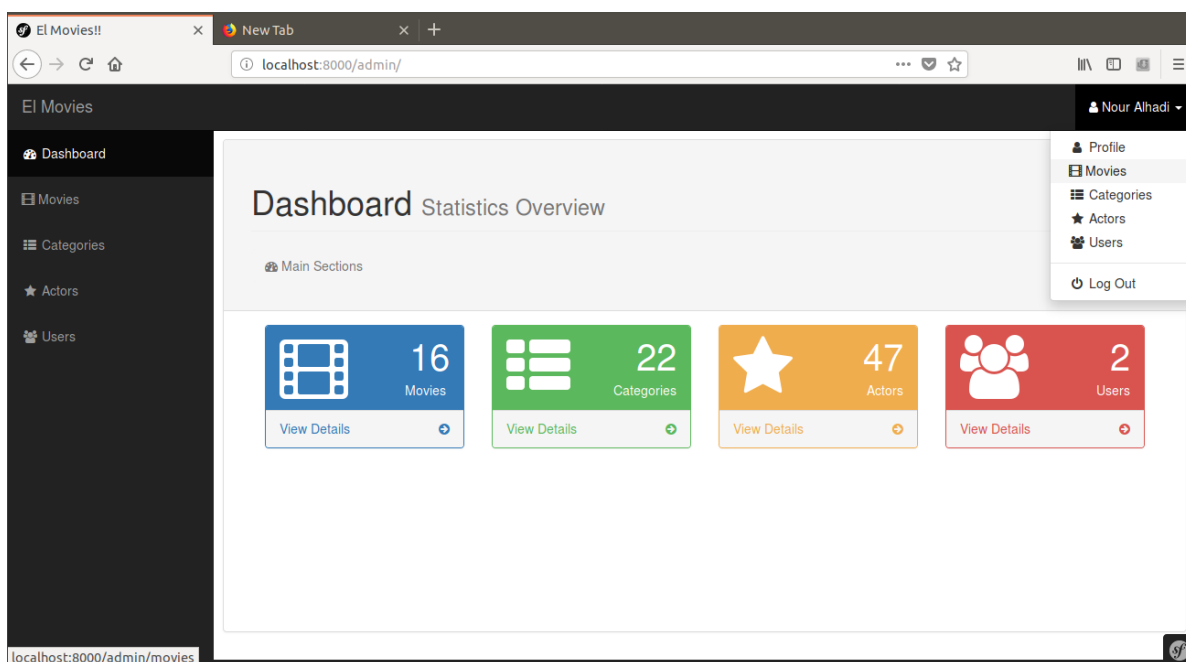 El Movies!!
New Tab
localhost:8000/admin/
El Movies
Nour Alhadi
Dashboard
Movies
Categories
Actors
Users
Profile
Movies
Categories
Actors
Users
Log Out
Dashboard Statistics Overview
Main Sections
16
Movies
View Details
22
Categories
View Details
47
Actors
View Details
2
Users
View Details
localhost:8000/admin/movies
sf